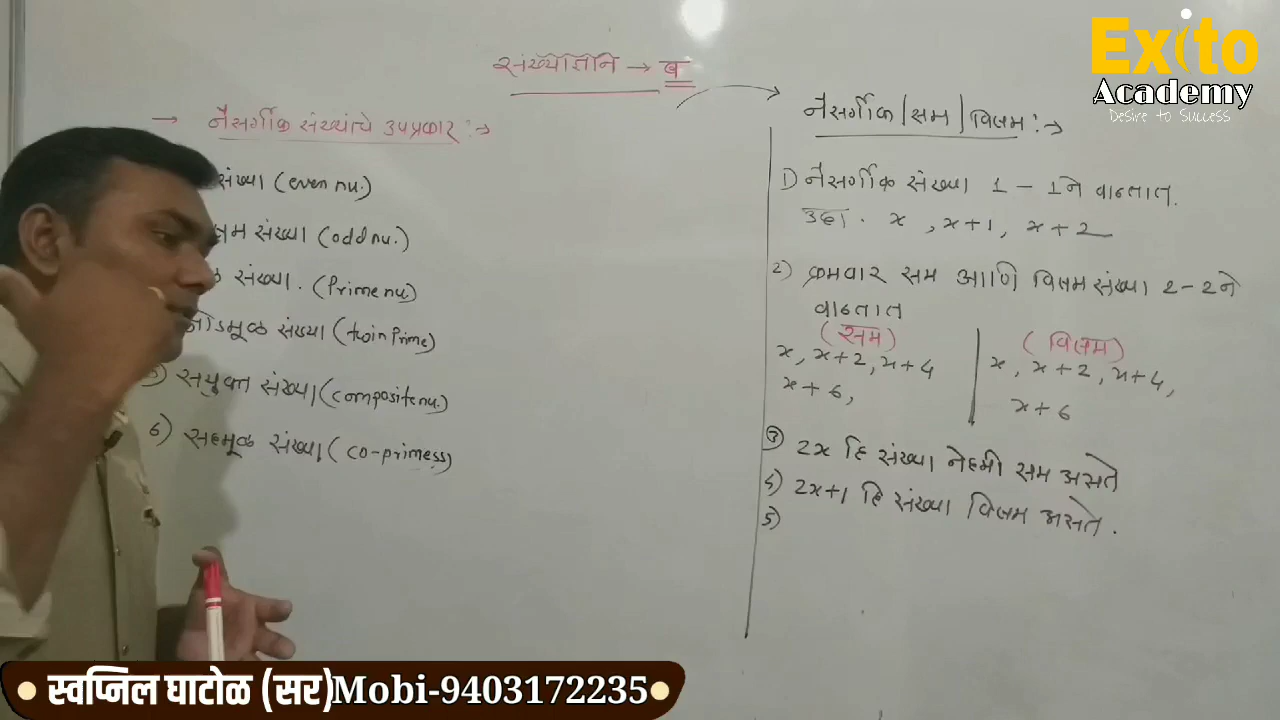 संख्याज्ञान → ब
Exito
Academy
Desire to Success
→ नैसर्गीक संख्यांचे उपप्रकार :→
संख्या (even nu.)
म संख्या (odd nu.)
ळ संख्या. (Prime nu)
जोडमूळ संख्या (twin Prime)
5) सयुक्त संख्या (composite nu.)
6) सहमूळ संख्या (co-primess)
नैसर्गीक | सम | विषम :→
1) नैसर्गीक संख्या 1 - 1 ने वाढतात.
उदा. x , x+1, x+2
2) क्रमवार सम आणि विषम संख्या 2-2 ने
वाढतात
(सम)
x, x+2, x+4
x+6,
(विषम)
x, x+2, x+4,
x+6
3) 2x हि संख्या नेहमी सम असते
4) 2x+1 हि संख्या विषम असते.
5)
स्वप्निल घाटोळ (सर) Mobi-9403172235